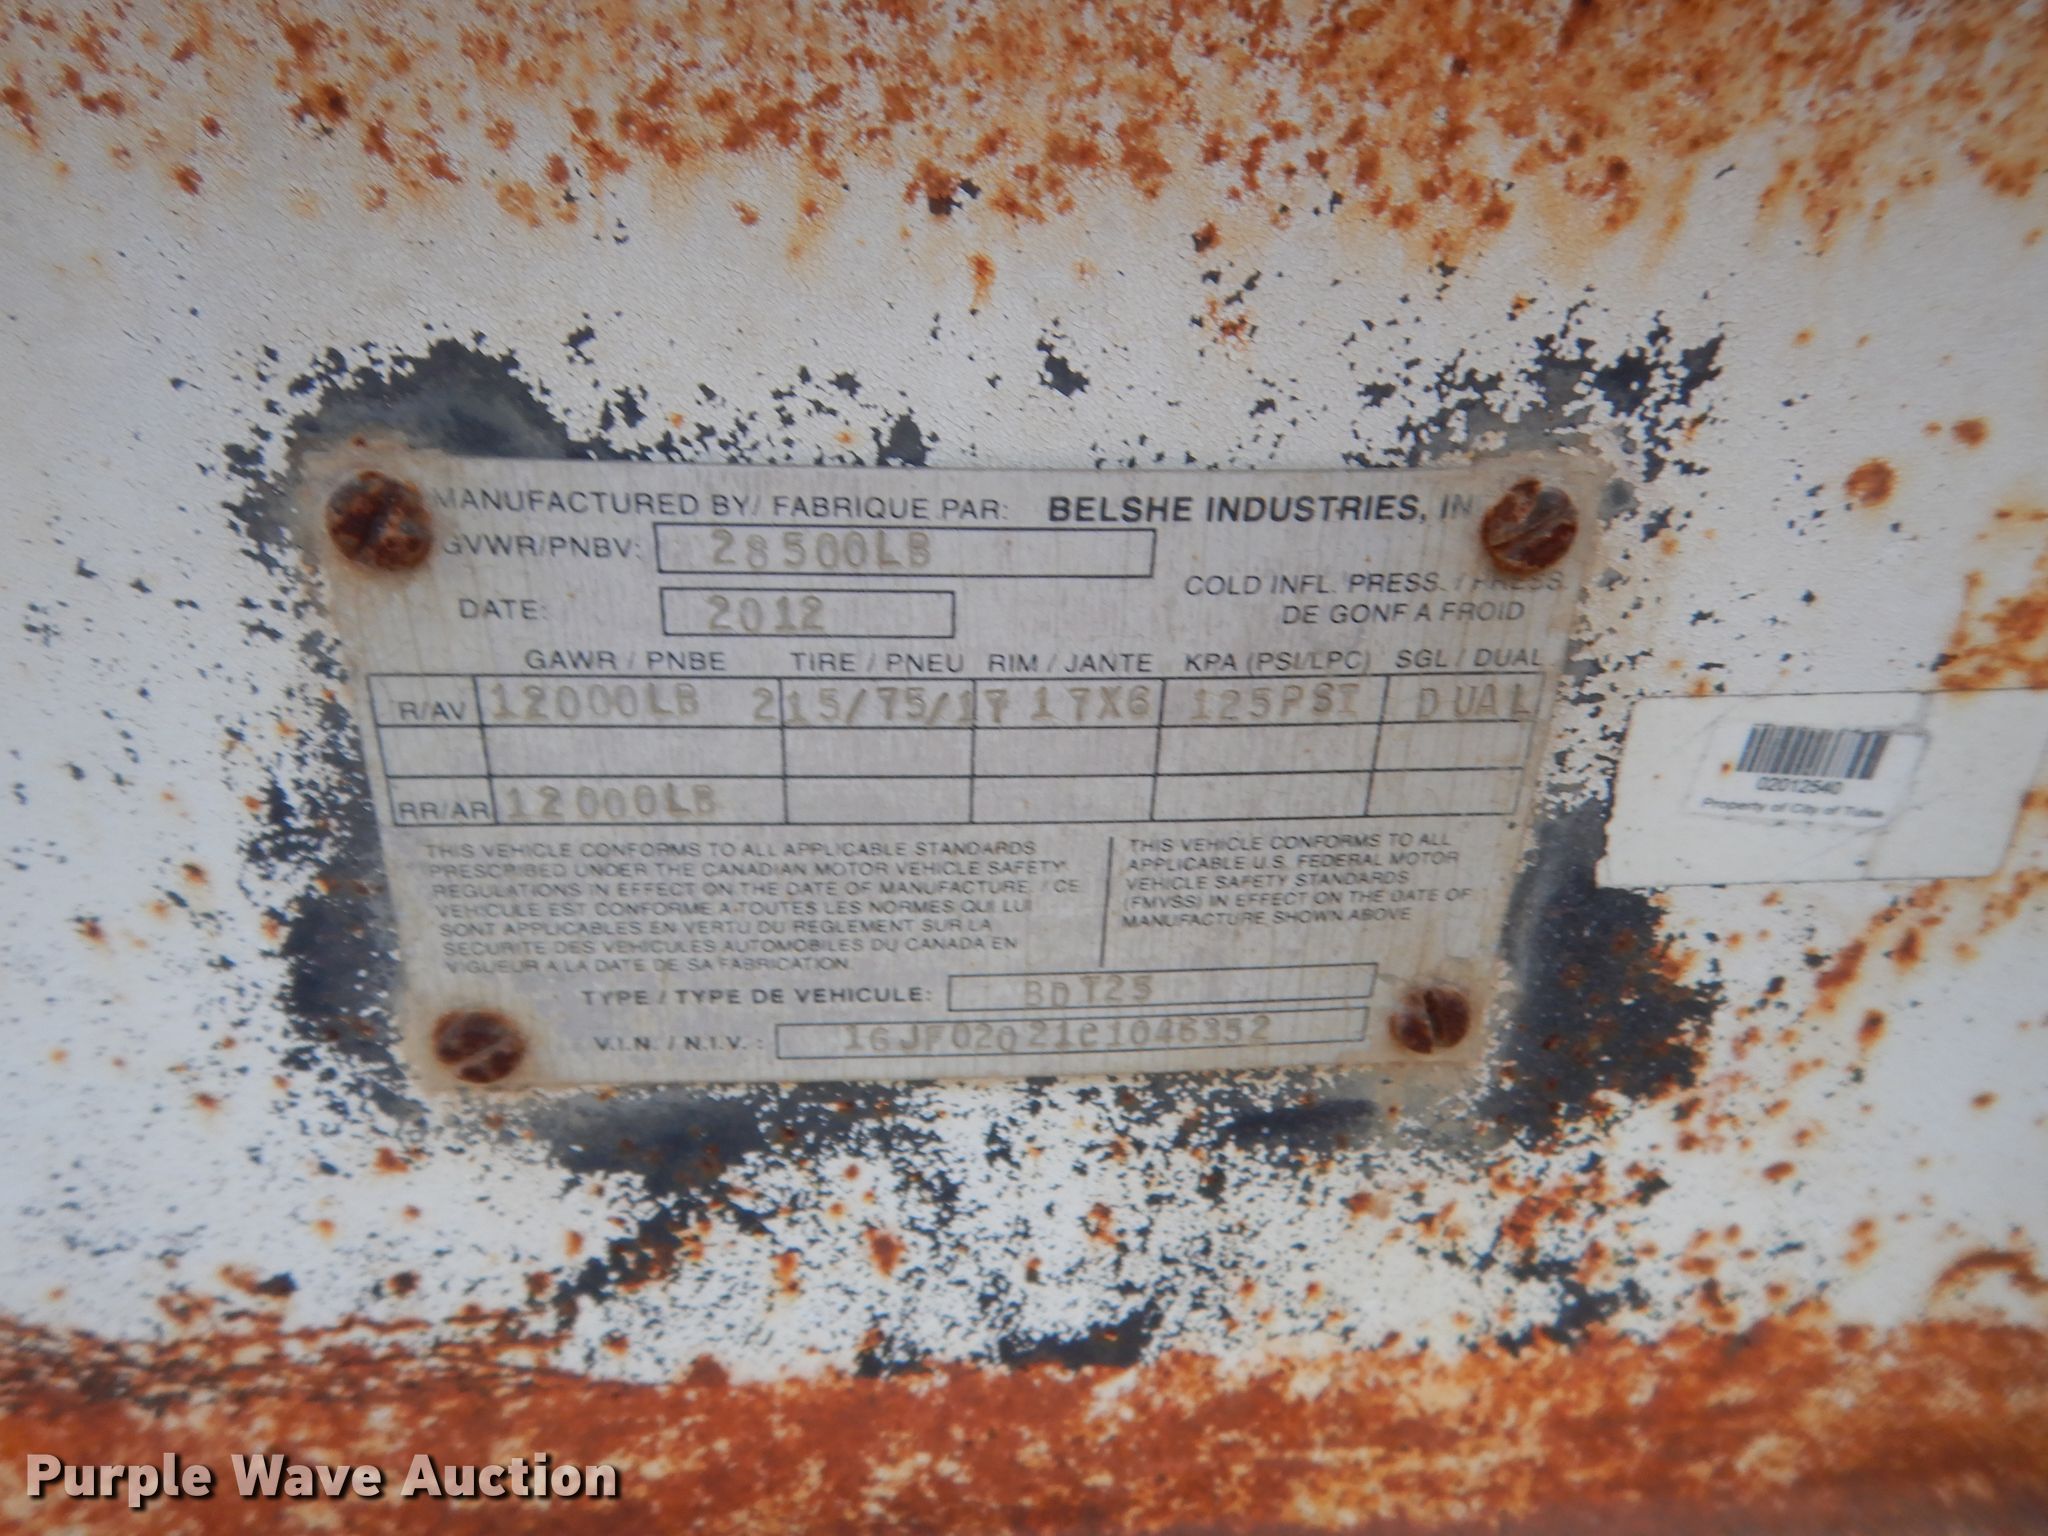 MANUFACTURED BY/ FABRIQUE PAR: BELSHE INDUSTRIES, IN
GVWR/PNBV: 28500LB
COLD INFL. PRESS. / PRESS
DE GONF A FROID
DATE: 2012
GAWR / PNBE TIRE / PNEU RIM / JANTE KPA (PSI/LPC) SGL / DUAL
R/AV 12000LB 215/75/17 17X6 125PSI DUAL
RR/AR 12000LB
THIS VEHICLE CONFORMS TO ALL APPLICABLE STANDARDS
PRESCRIBED UNDER THE CANADIAN MOTOR VEHICLE SAFETY
REGULATIONS IN EFFECT ON THE DATE OF MANUFACTURE. / CE
VEHICULE EST CONFORME A TOUTES LES NORMES QUI LUI
SONT APPLICABLES EN VERTU DU REGLEMENT SUR LA
SECURITE DES VEHICULES AUTOMOBILES DU CANADA EN
VIGUEUR A LA DATE DE SA FABRICATION.
THIS VEHICLE CONFORMS TO ALL
APPLICABLE U.S. FEDERAL MOTOR
VEHICLE SAFETY STANDARDS
(FMVSS) IN EFFECT ON THE DATE OF
MANUFACTURE SHOWN ABOVE
TYPE / TYPE DE VEHICULE: BDT25
V.I.N. / N.I.V. : 16JF02021C1046352
02012540
Property of City of Tulsa
Purple Wave Auction